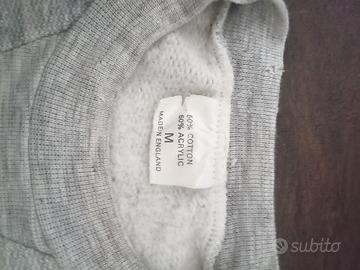 50% COTTON
50% ACRYLIC
M
MADE IN ENGLAND
subito